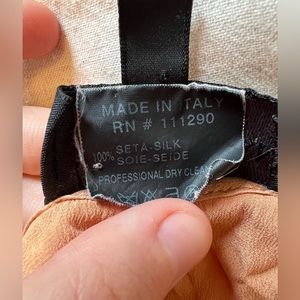 MADE IN ITALY
RN # 111290
100% SETA-SILK
SOIE-SEIDE
PROFESSIONAL DRY CLEAN